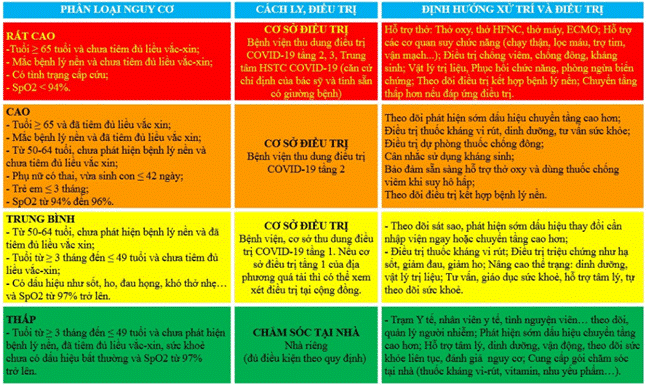 PHÂN LOẠI NGUY CƠ
CÁCH LY, ĐIỀU TRỊ
ĐỊNH HƯỚNG XỬ TRÍ VÀ ĐIỀU TRỊ
RẤT CAO
-Tuổi ≥ 65 tuổi và chưa tiêm đủ liều vắc-xin;
- Mắc bệnh lý nền và chưa tiêm đủ liều vắc xin;
- Có tình trạng cấp cứu;
- SpO2 < 94%.
CƠ SỞ ĐIỀU TRỊ
Bệnh viện thu dung điều trị
COVID-19 tầng 2, 3, Trung
tâm HSTC COVID-19 (căn cứ
chỉ định của bác sỹ và tình sẵn
có giường bệnh)
Hỗ trợ thở: Thở oxy, thở HFNC, thở máy, ECMO; Hỗ trợ
các cơ quan suy chức năng (chạy thận, lọc máu, trợ tim,
vận mạch...); Điều trị chống viêm, chống đông, kháng
sinh; Vật lý trị liệu, Phục hồi chức năng, phòng ngừa biến
chứng; Theo dõi điều trị kết hợp bệnh lý nền; Chuyển tầng
thấp hơn nếu đáp ứng điều trị.
CAO
- Tuổi ≥ 65 và đã tiêm đủ liều vắc xin;
- Mắc bệnh lý nền và đã tiêm đủ liều vắc xin;
- Từ 50-64 tuổi, chưa phát hiện bệnh lý nền và
chưa tiêm đủ liều vắc xin;
- Phụ nữ có thai, vừa sinh con ≤ 42 ngày;
- Trẻ em ≤ 3 tháng;
- SpO2 từ 94% đến 96%.
CƠ SỞ ĐIỀU TRỊ
Bệnh viện thu dung điều trị
COVID-19 tầng 2
Theo dõi phát hiện sớm dấu hiệu chuyển tầng cao hơn;
Điều trị thuốc kháng vi rút, dinh dưỡng, tư vấn sức khỏe;
Điều trị dự phòng thuốc chống đông;
Cân nhắc sử dụng kháng sinh;
Bảo đảm sẵn sàng hỗ trợ thở oxy và dùng thuốc chống
viêm khi suy hô hấp;
Theo dõi điều trị kết hợp bệnh lý nền.
TRUNG BÌNH
- Từ 50-64 tuổi, chưa phát hiện bệnh lý nền và đã
tiêm đủ liều vắc xin;
- Tuổi từ ≥ 3 tháng đến ≤ 49 tuổi và chưa tiêm đủ
liều vắc-xin;
- Có dấu hiệu như sốt, ho, đau họng, khó thở nhẹ…
và SpO2 từ 97% trở lên.
CƠ SỞ ĐIỀU TRỊ
Bệnh viện, cơ sở thu dung điều
trị COVID-19 tầng 1. Nếu cơ
sở điều trị tầng 1 của địa
phương quá tải thì có thể xem
xét điều trị tại cộng đồng.
- Theo dõi sát sao, phát hiện sớm dấu hiệu thay đổi cần
nhập viện ngay hoặc chuyển tầng cao hơn;
- Điều trị thuốc kháng vi rút; Điều trị triệu chứng như hạ
sốt, giảm đau, giảm ho; Nâng cao thể trạng: dinh dưỡng,
vật lý trị liệu; Tư vấn, giáo dục sức khoẻ, hỗ trợ tâm lý, tự
theo dõi sức khỏe.
THẤP
- Tuổi từ ≥ 3 tháng đến ≤ 49 tuổi và chưa phát hiện
bệnh lý nền, đã tiêm đủ liều vắc-xin, sức khoẻ
chưa có dấu hiệu bất thường và SpO2 từ 97%
trở lên.
CHĂM SÓC TẠI NHÀ
Nhà riêng
(đủ điều kiện theo quy định)
- Trạm Y tế, nhân viên y tế, tình nguyện viên… theo dõi,
quản lý người nhiễm; Phát hiện sớm dấu hiệu chuyển tầng
cao hơn; Hỗ trợ tâm lý, dinh dưỡng, vận động, theo dõi sức
khỏe liên tục, đánh giá nguy cơ; Cung cấp gói chăm sóc
tại nhà (thuốc kháng vi-rút, vitamin, nhu yếu phẩm…).